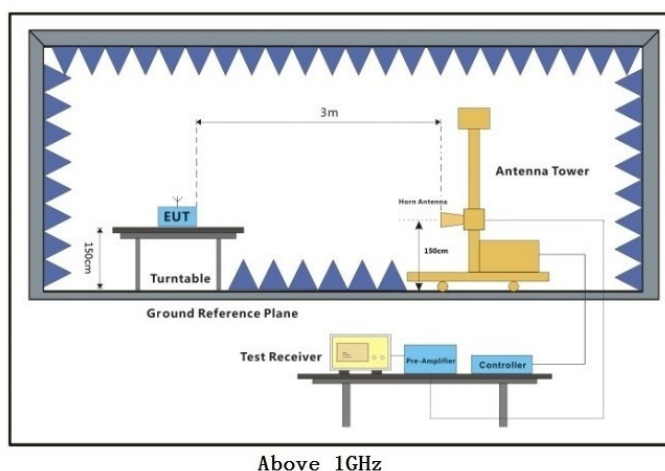 3m
Antenna Tower
Horn Antenna
EUT
150cm
150cm
Turntable
Ground Reference Plane
Test Receiver
Pre-Amplifier
Controller
Above 1GHz